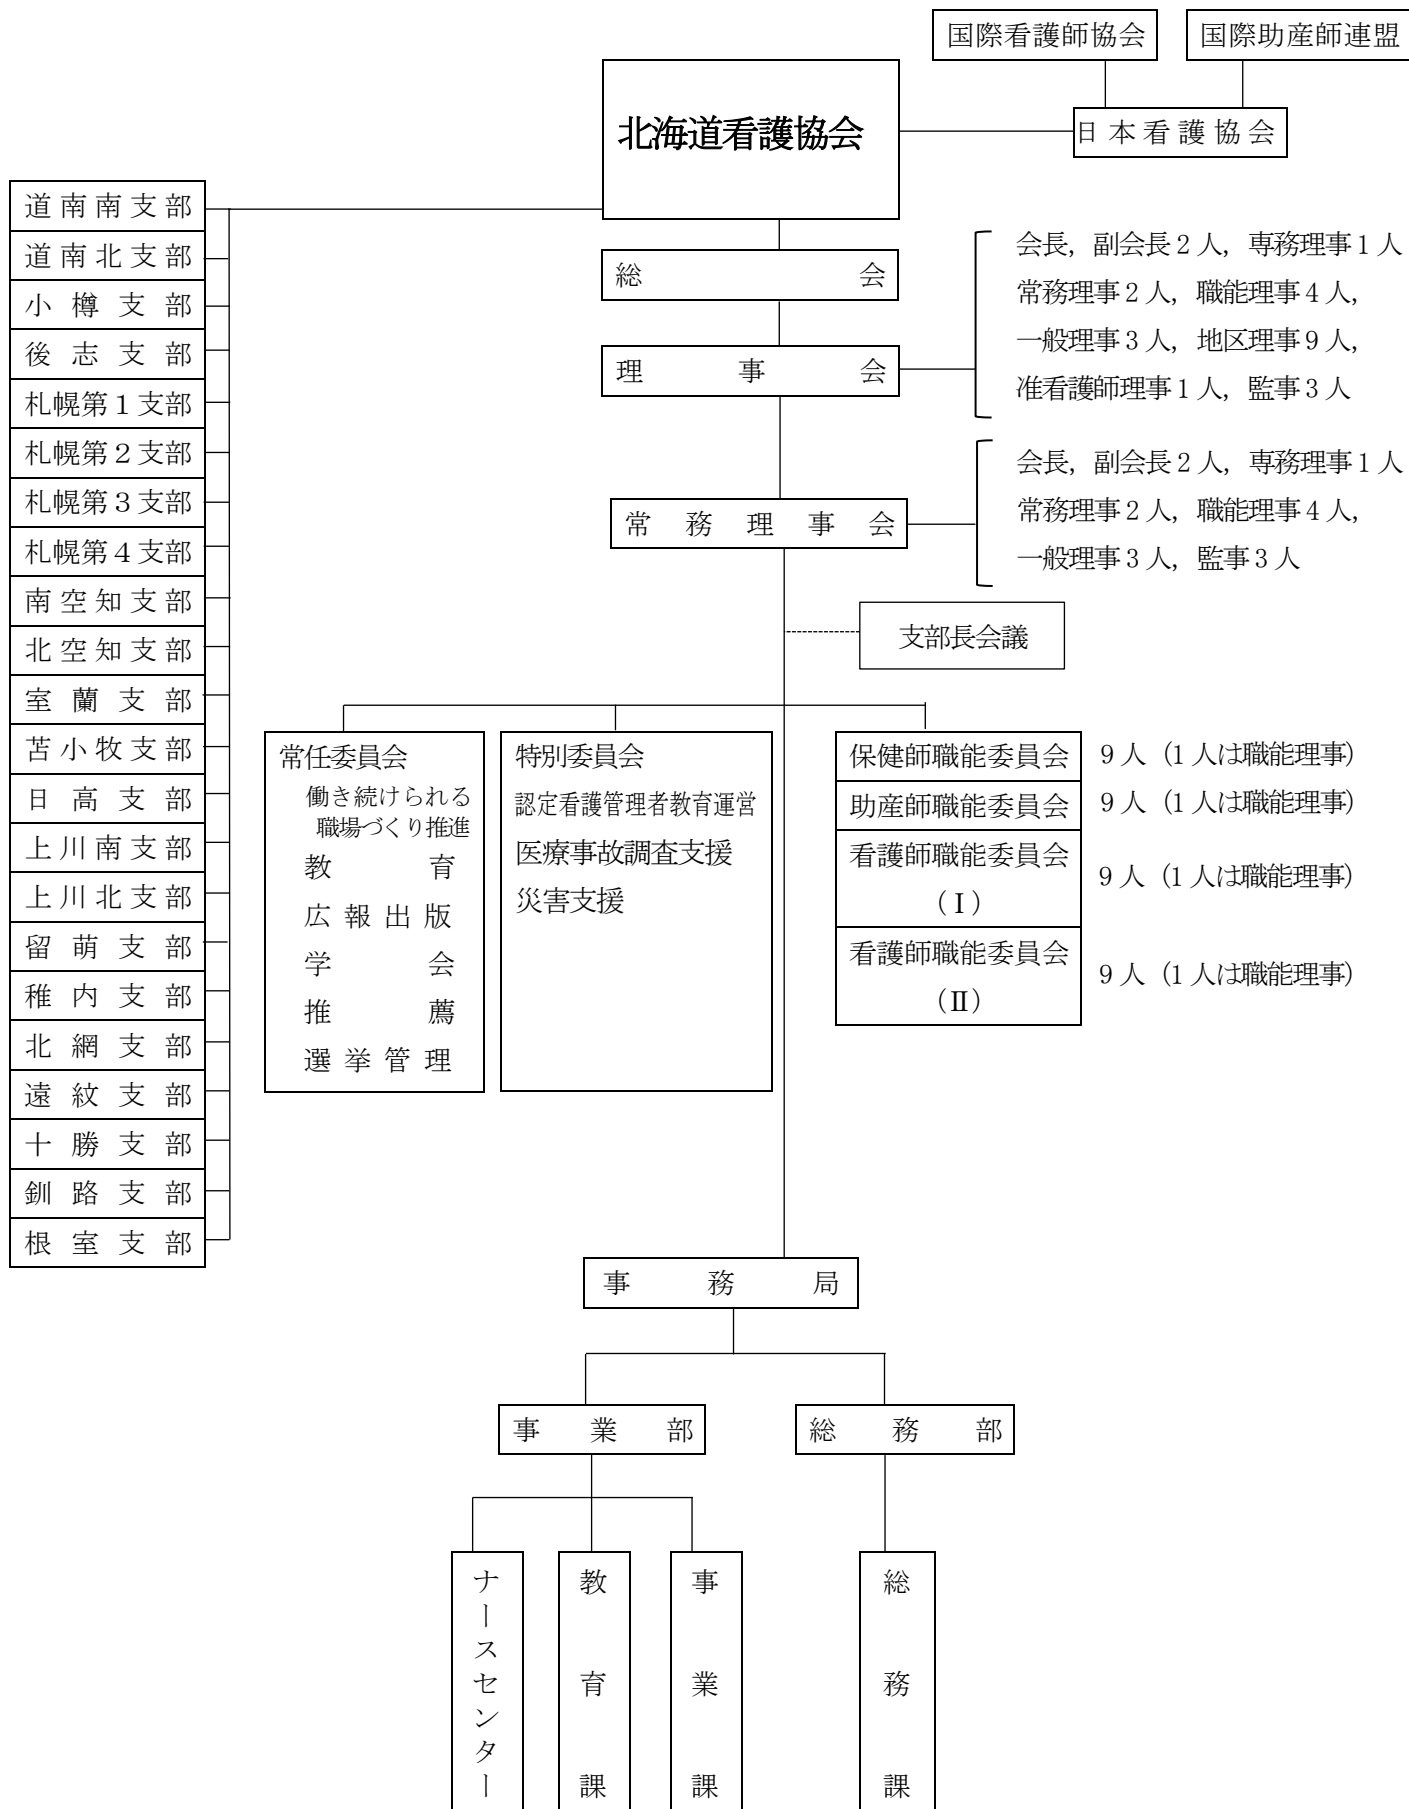 国際看護師協会
国際助産師連盟
北海道看護協会
日本看護協会
道南南支部
道南北支部
小樽支部
後志支部
札幌第１支部
札幌第２支部
札幌第３支部
札幌第４支部
南空知支部
北空知支部
室蘭支部
苫小牧支部
日高支部
上川南支部
上川北支部
留萌支部
稚内支部
北網支部
遠紋支部
十勝支部
釧路支部
根室支部
総会
理事会
会長，副会長２人，専務理事１人
常務理事２人，職能理事４人，
一般理事３人，地区理事９人，
准看護師理事１人，監事３人
常務理事会
会長，副会長２人，専務理事１人
常務理事２人，職能理事４人，
一般理事３人，監事３人
支部長会議
常任委員会
働き続けられる
職場づくり推進
教育
広報出版
学会
推薦
選挙管理
特別委員会
認定看護管理者教育運営
医療事故調査支援
災害支援
保健師職能委員会
９人（１人は職能理事）
助産師職能委員会
９人（１人は職能理事）
看護師職能委員会
（Ⅰ）
９人（１人は職能理事）
看護師職能委員会
（Ⅱ）
９人（１人は職能理事）
事務局
事業部
総務部
ナースセンター
教育課
事業課
総務課